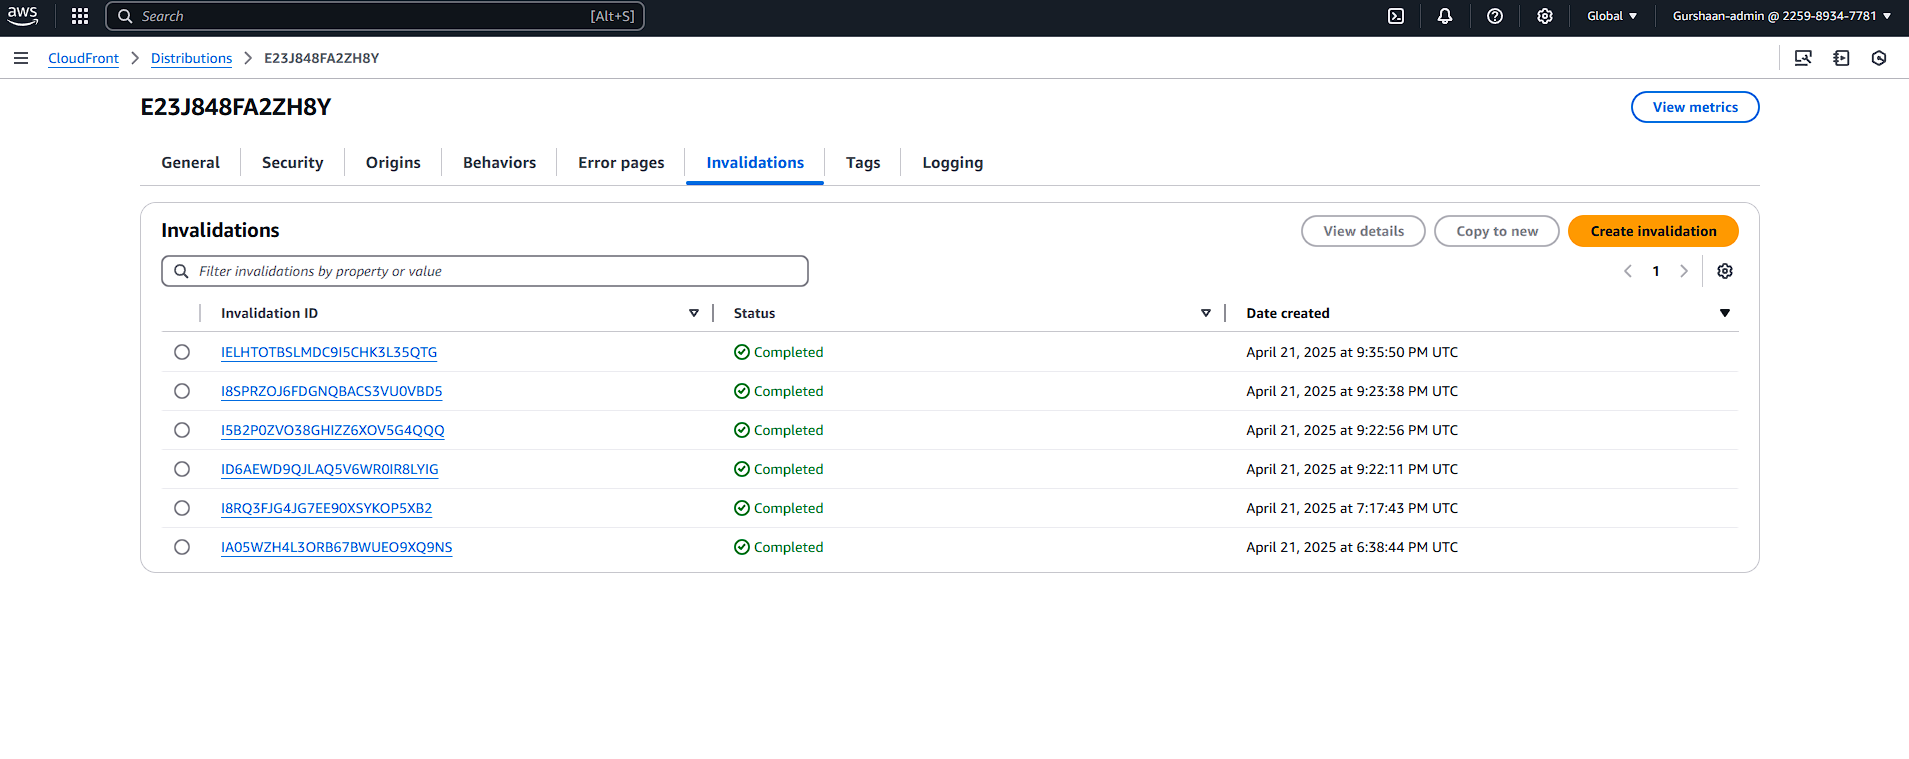 aws Search [Alt+S] Global Gurshaan-admin @ 2259-8934-7781
CloudFront Distributions E23J848FA2ZH8Y
E23J848FA2ZH8Y View metrics
General Security Origins Behaviors Error pages Invalidations Tags Logging
Invalidations View details Copy to new Create invalidation
Filter invalidations by property or value 1
Invalidation ID Status Date created
IELHTOTBSLMDC9I5CHK3L35QTG Completed April 21, 2025 at 9:35:50 PM UTC
I8SPRZOJ6FDGNQBACS3VU0VBD5 Completed April 21, 2025 at 9:23:38 PM UTC
I5B2P0ZVO38GHIZZ6XOV5G4QQQ Completed April 21, 2025 at 9:22:56 PM UTC
ID6AEWD9QJLAQ5V6WR0IR8LYIG Completed April 21, 2025 at 9:22:11 PM UTC
I8RQ3FJG4JG7EE90XSYKOP5XB2 Completed April 21, 2025 at 7:17:43 PM UTC
IA05WZH4L3ORB67BWUEO9XQ9NS Completed April 21, 2025 at 6:38:44 PM UTC